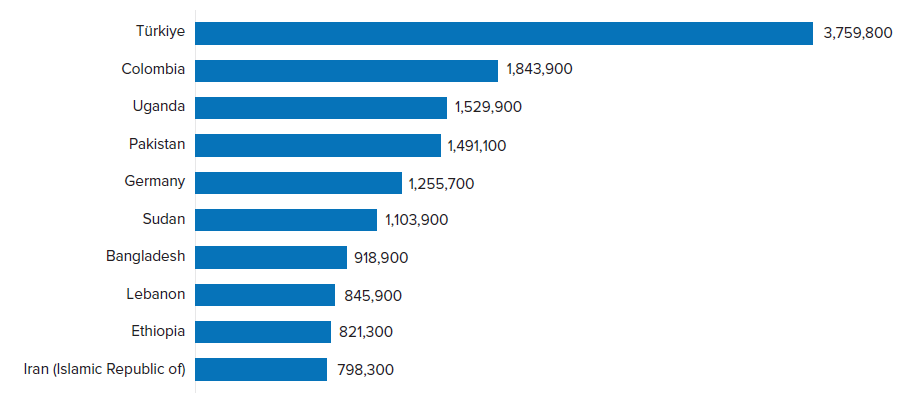 Türkiye 3,759,800
Colombia 1,843,900
Uganda 1,529,900
Pakistan 1,491,100
Germany 1,255,700
Sudan 1,103,900
Bangladesh 918,900
Lebanon 845,900
Ethiopia 821,300
Iran (Islamic Republic of) 798,300